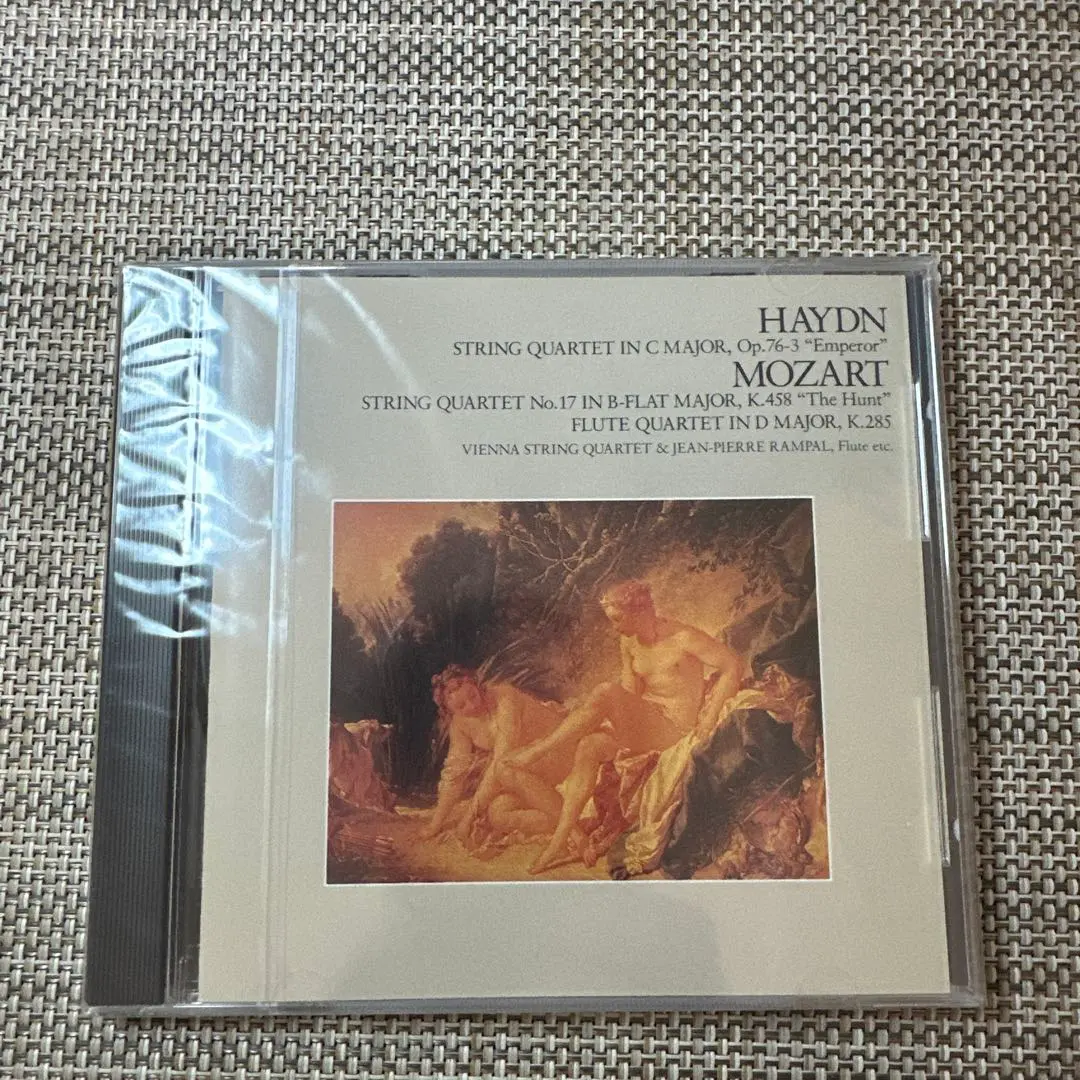 HAYDN
STRING QUARTET IN C MAJOR, Op.76-3 “Emperor”
MOZART
STRING QUARTET No.17 IN B-FLAT MAJOR, K.458 “The Hunt”
FLUTE QUARTET IN D MAJOR, K.285
VIENNA STRING QUARTET & JEAN-PIERRE RAMPAL, Flute etc.